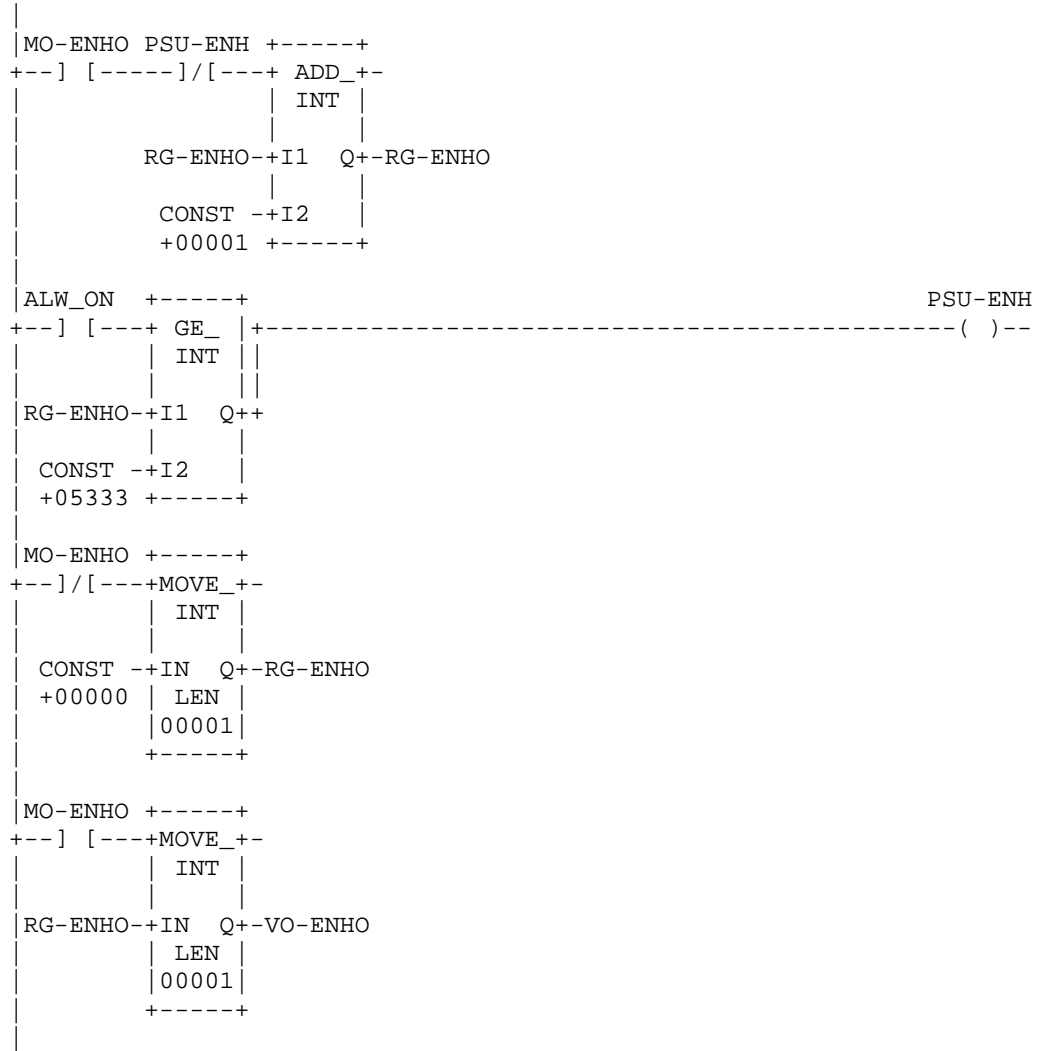 |
|MO-ENHO PSU-ENH +-----+
+--] [-----]/[---+ ADD_+-
|                | INT |
|                |     |
|        RG-ENHO-+I1  Q+-RG-ENHO
|                |     |
|         CONST -+I2   |
|         +00001 +-----+
|
|ALW_ON  +-----+                                            PSU-ENH
+--] [---+ GE_ |+---------------------------------------------( )--
|        | INT ||
|        |     ||
|RG-ENHO-+I1  Q++
|        |     |
| CONST -+I2   |
| +05333 +-----+
|
|MO-ENHO +-----+
+--]/[---+MOVE_+-
|        | INT |
|        |     |
| CONST -+IN  Q+-RG-ENHO
| +00000 | LEN |
|        |00001|
|        +-----+
|
|MO-ENHO +-----+
+--] [---+MOVE_+-
|        | INT |
|        |     |
|RG-ENHO-+IN  Q+-VO-ENHO
|        | LEN |
|        |00001|
|        +-----+
|